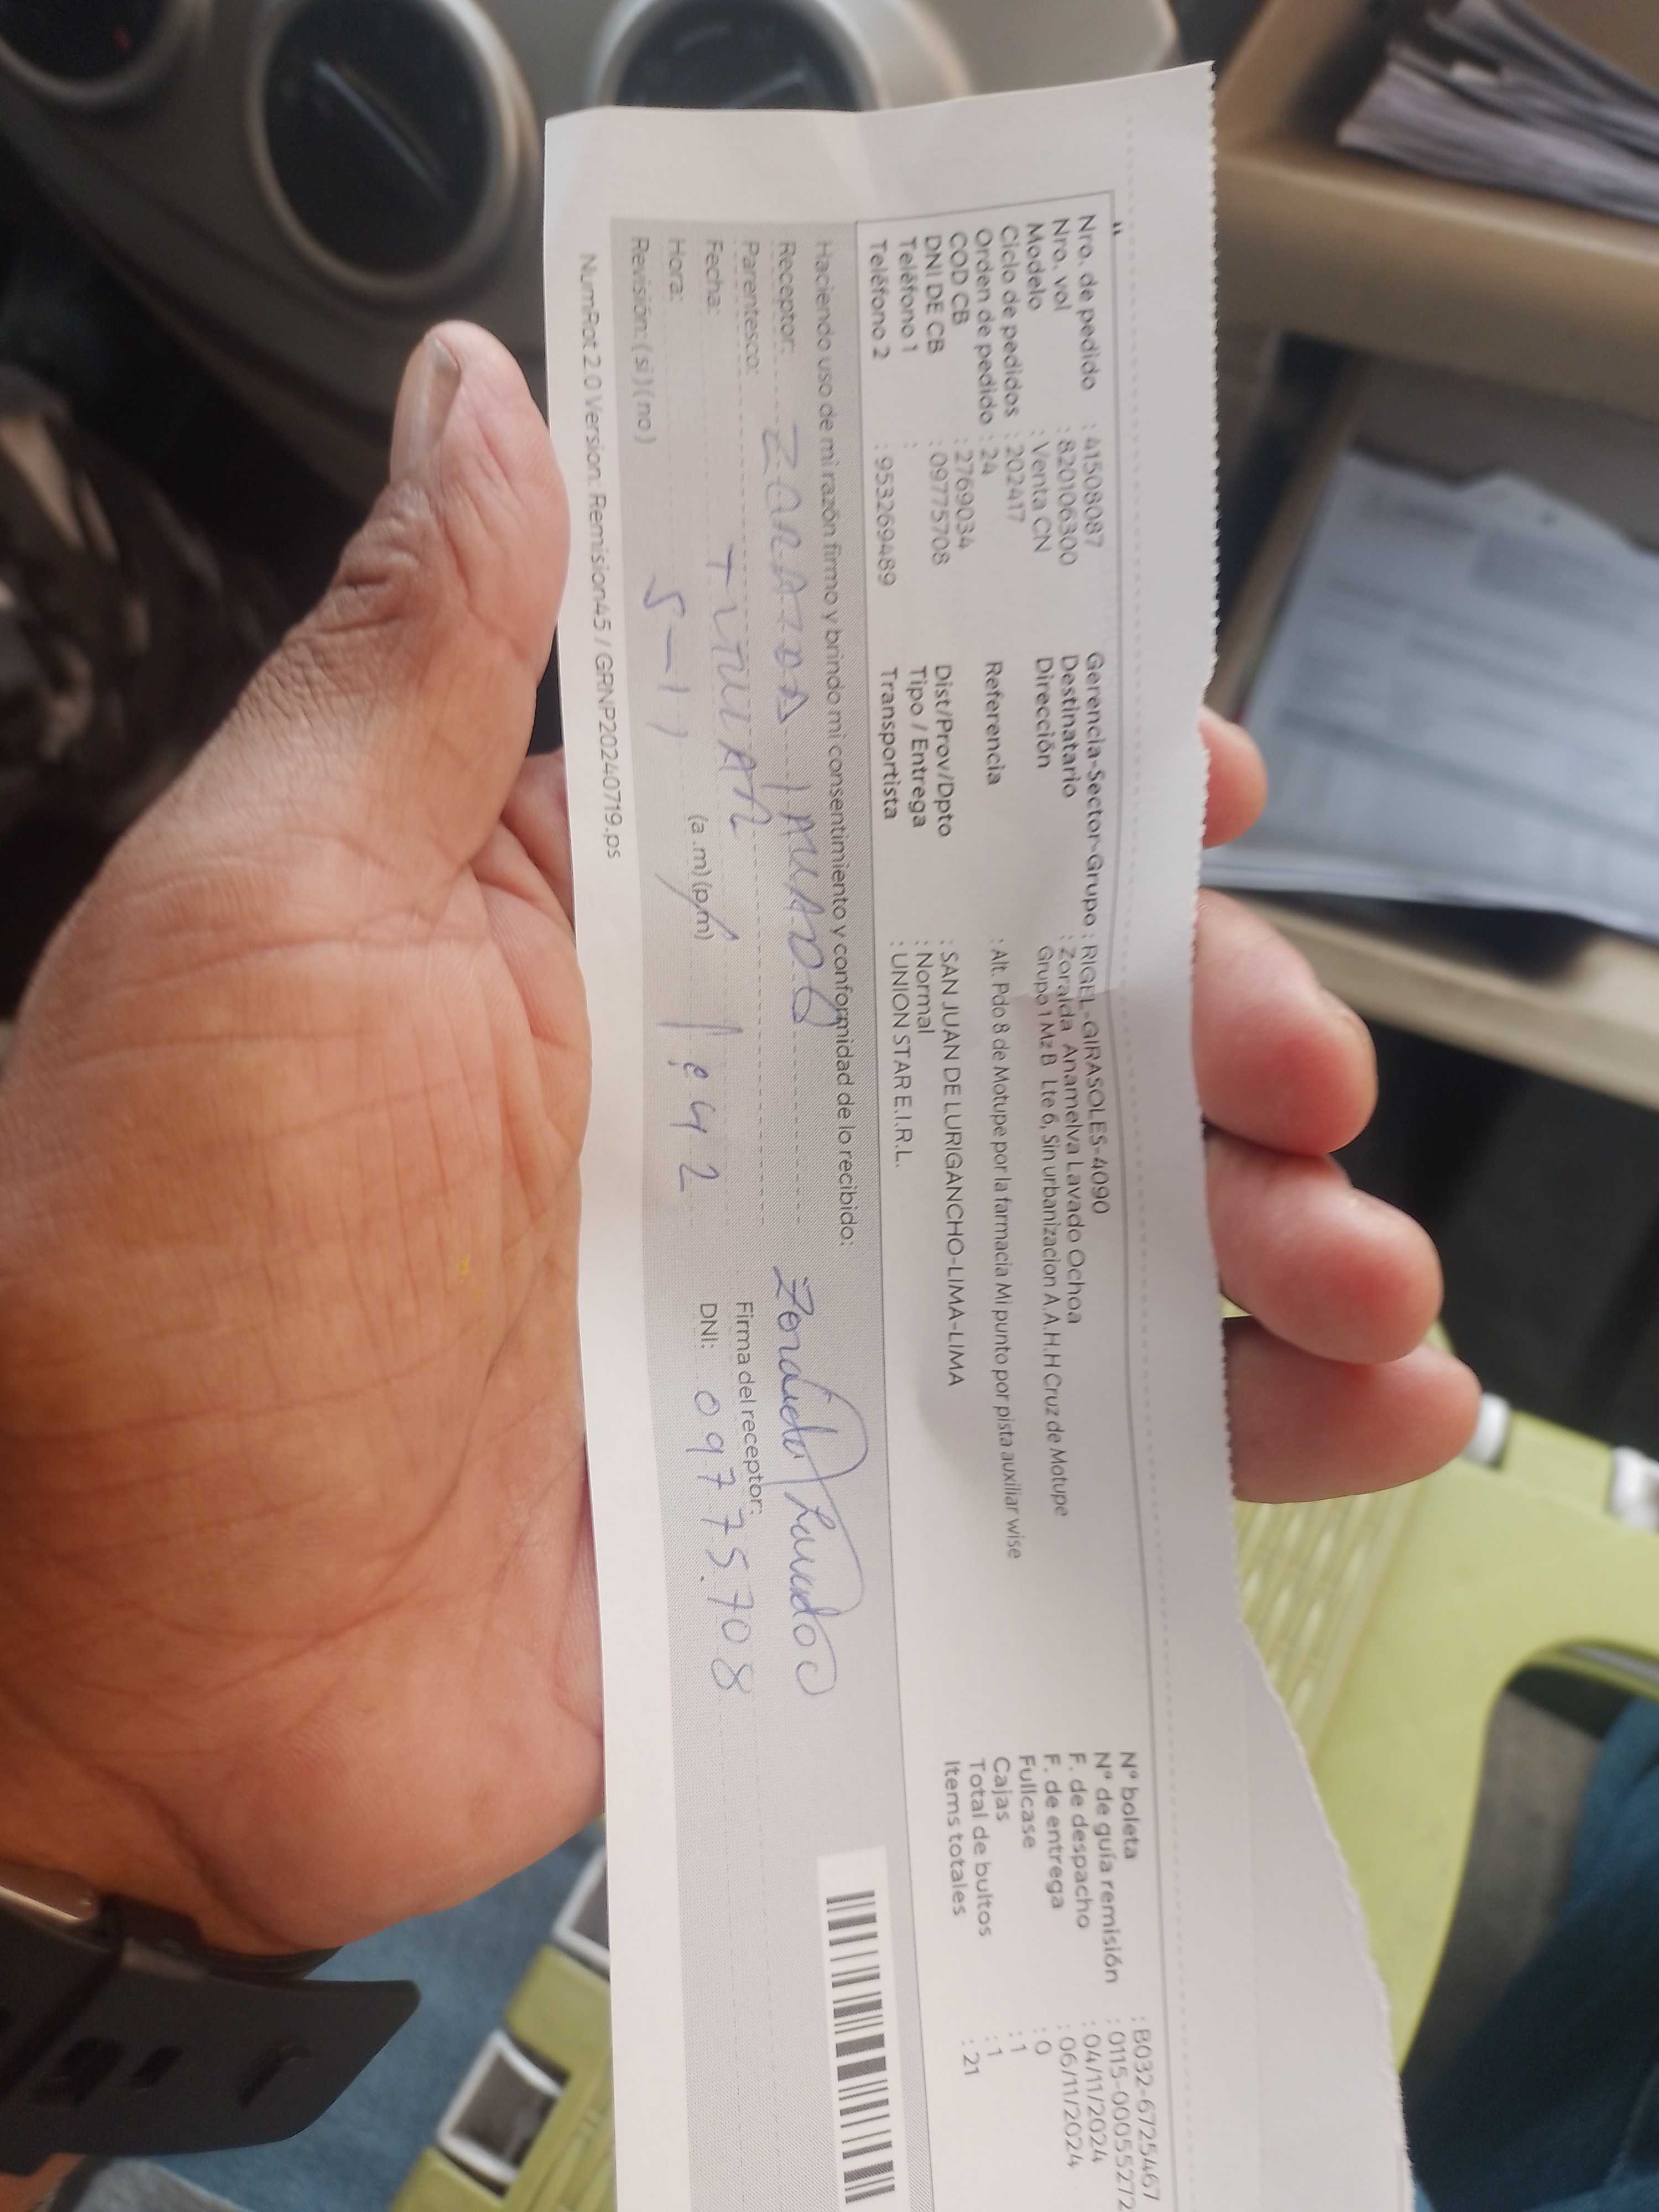 Nro. de pedido : 41508087
Nro. vol : 820106300
Modelo : Venta CN
Ciclo de pedidos : 202417
Orden de pedido : 24
COD CB : 2769034
DNI DE CB : 09775708
Teléfono 1 :
Teléfono 2 : 953269489
Gerencia-Sector-Grupo : RIGEL-GIRASOLES-4090
Destinatario : Zoraida Anamelva Lavado Ochoa
Dirección Grupo 1 Mz B Lte 6, Sin urbanizacion A.A.H.H Cruz de Motupe
Referencia : Alt. Pdo 8 de Motupe por la farmacia Mi punto por pista auxiliar wise
Dist/Prov/Dpto : SAN JUAN DE LURIGANCHO-LIMA-LIMA
Tipo / Entrega : Normal
Transportista : UNION STAR E.I.R.L.
N° boleta : B032-6725467
N° de guía remisión : 0115-00055272
F. de despacho : 04/11/2024
F. de entrega : 06/11/2024
Fullcase : 0
Cajas : 1
Total de bultos : 1
Items totales : 21
Haciendo uso de mi razón firmo y brindo mi consentimiento y conformidad de lo recibido:
Receptor: ZORAIDA LAVADO
Parentesco: TITULAR
Fecha: 5-11
Hora: (a.m)(p.m) 1:42
Revisión: (si)(no)
Zoraida Lavado O
Firma del receptor:
DNI: 09775708
NumRot 2.0 Version. Remision45 / GRNP20240719.ps